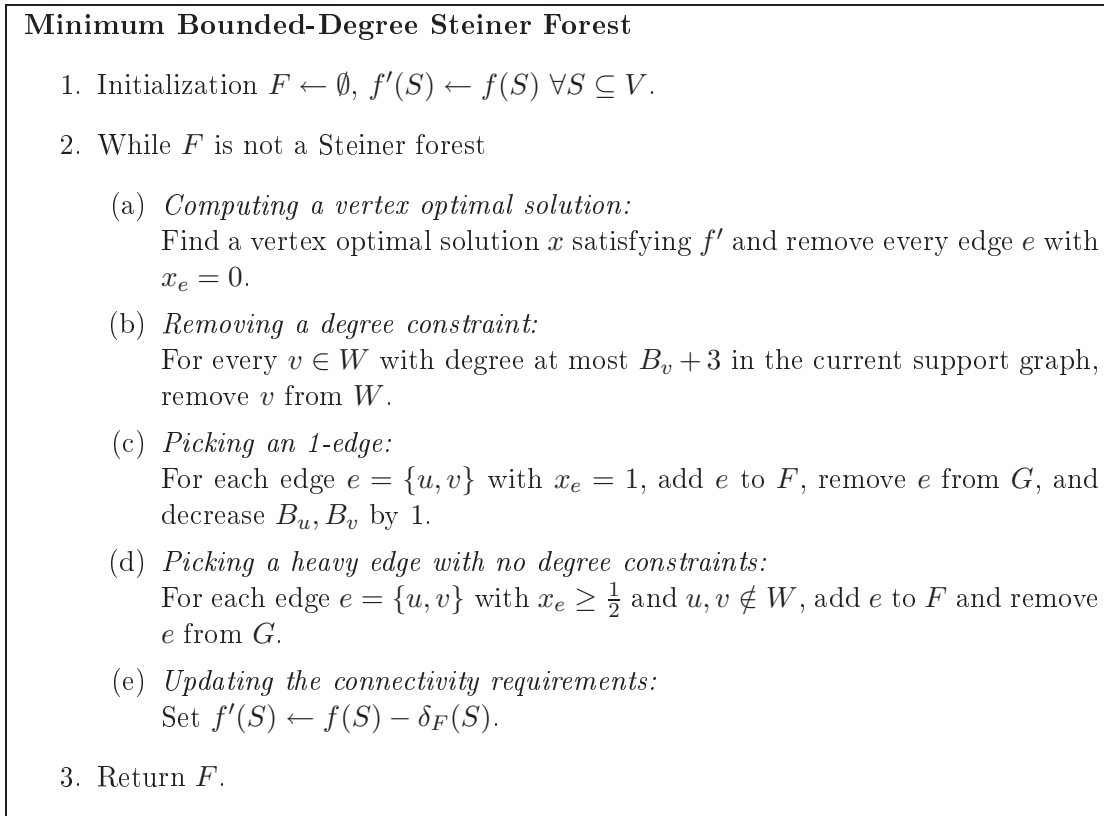 Minimum Bounded-Degree Steiner Forest
1. Initialization F ← ∅, f′(S) ← f(S) ∀S ⊆ V.
2. While F is not a Steiner forest
(a) Computing a vertex optimal solution:
Find a vertex optimal solution x satisfying f′ and remove every edge e with
x_e = 0.
(b) Removing a degree constraint:
For every v ∈ W with degree at most B_v + 3 in the current support graph,
remove v from W.
(c) Picking an 1-edge:
For each edge e = {u, v} with x_e = 1, add e to F, remove e from G, and
decrease B_u, B_v by 1.
(d) Picking a heavy edge with no degree constraints:
For each edge e = {u, v} with x_e ≥ 1/2 and u, v ∉ W, add e to F and remove
e from G.
(e) Updating the connectivity requirements:
Set f′(S) ← f(S) − δ_F(S).
3. Return F.